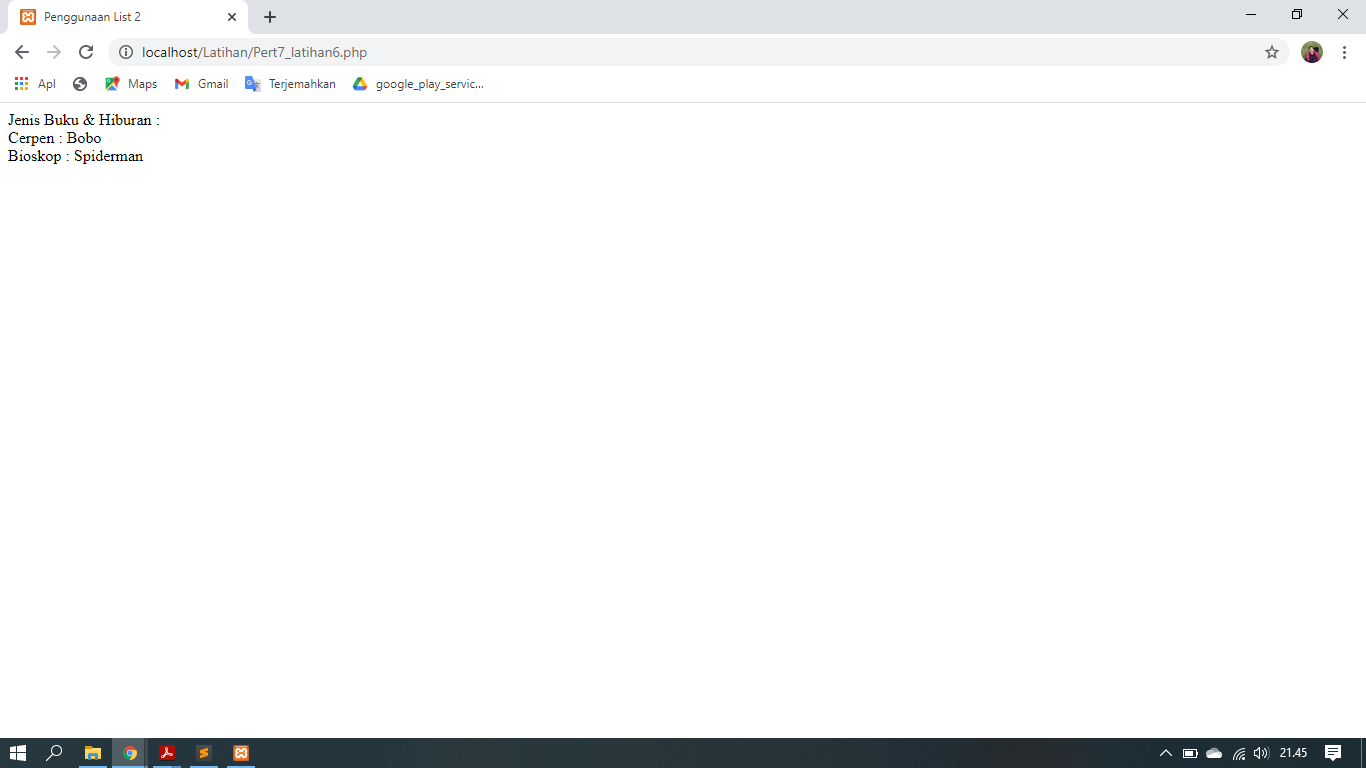 Penggunaan List 2
localhost/Latihan/Pert7_latihan6.php
Apl Maps Gmail Terjemahkan google_play_servic...
Jenis Buku & Hiburan :
Cerpen : Bobo
Bioskop : Spiderman
21.45